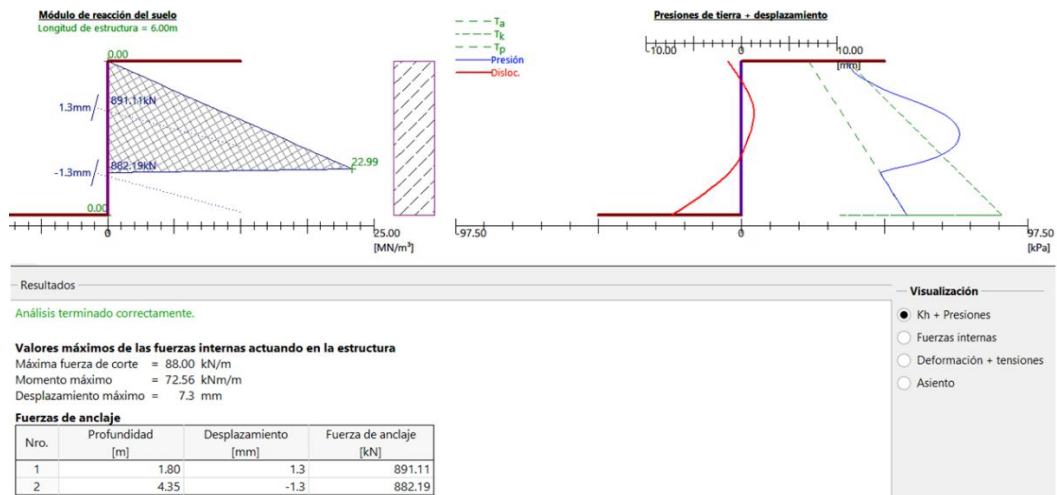 Módulo de reacción del suelo
Longitud de estructura = 6.00m
0.00
891.11kN
1.3mm
882.19kN
-1.3mm
22.99
0.00
0
25.00
[MN/m³]
Ta
Tk
Tp
Presión
Disloc.
Presiones de tierra + desplazamiento
-10.00
0
10.00
[mm]
-97.50
0
97.50
[kPa]
Resultados
Análisis terminado correctamente.
Valores máximos de las fuerzas internas actuando en la estructura
Máxima fuerza de corte = 88.00 kN/m
Momento máximo = 72.56 kNm/m
Desplazamiento máximo = 7.3 mm
Fuerzas de anclaje
Nro. Profundidad Desplazamiento Fuerza de anclaje
[m] [mm] [kN]
1 1.80 1.3 891.11
2 4.35 -1.3 882.19
Visualización
Kh + Presiones
Fuerzas internas
Deformación + tensiones
Asiento